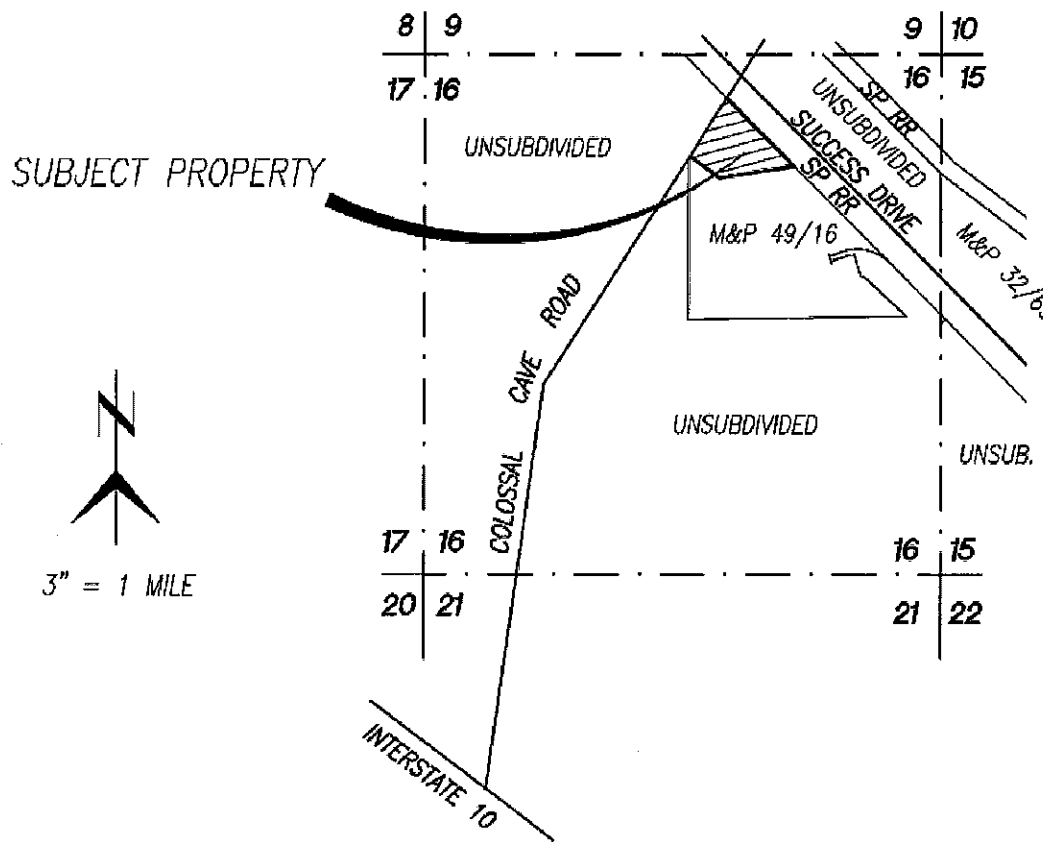 8 9
9 10
17 16
16 15
SP RR
UNSUBDIVIDED
UNSUBDIVIDED
SUCCESS DRIVE
SP RR
SUBJECT PROPERTY
M&P 49/16
M&P 32/6
ROAD
CAVE
COLOSSAL
UNSUBDIVIDED
UNSUB.
N
3" = 1 MILE
17 16
16 15
20 21
21 22
INTERSTATE 10